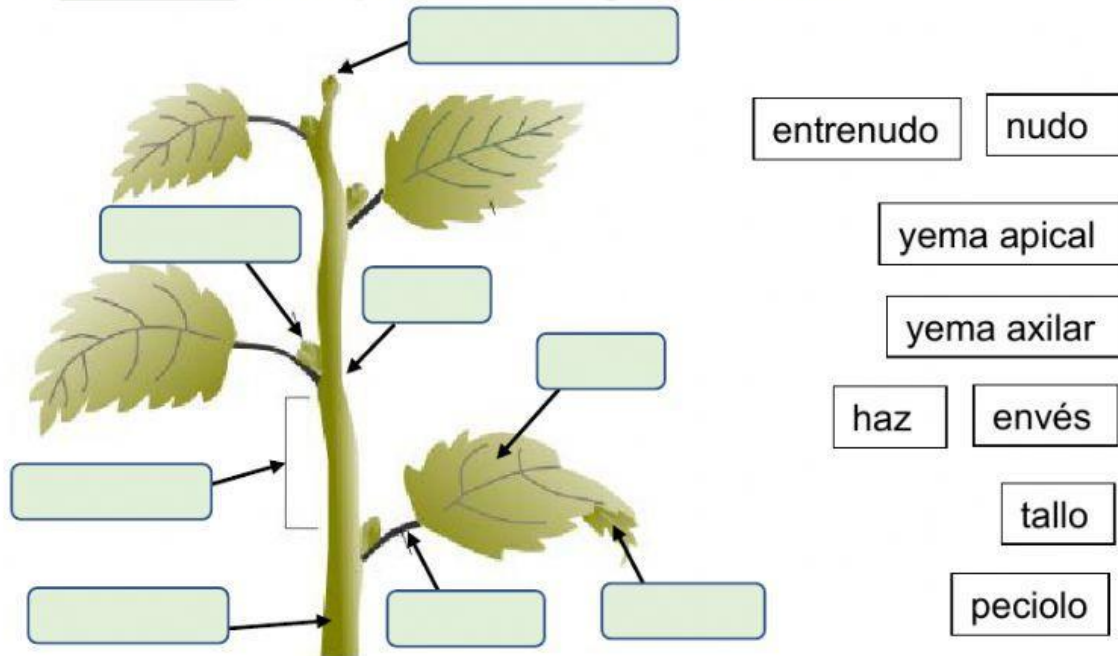 entrenudo nudo
yema apical
yema axilar
haz envés
tallo
peciolo